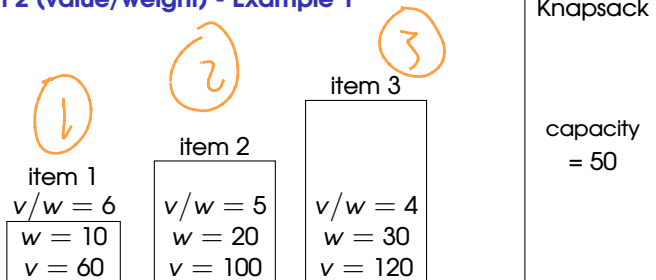 2 (value/weight) - Example 1
Knapsack
1
2
3
item 3
item 2
capacity
= 50
item 1
v/w = 6
w = 10
v = 60
v/w = 5
w = 20
v = 100
v/w = 4
w = 30
v = 120